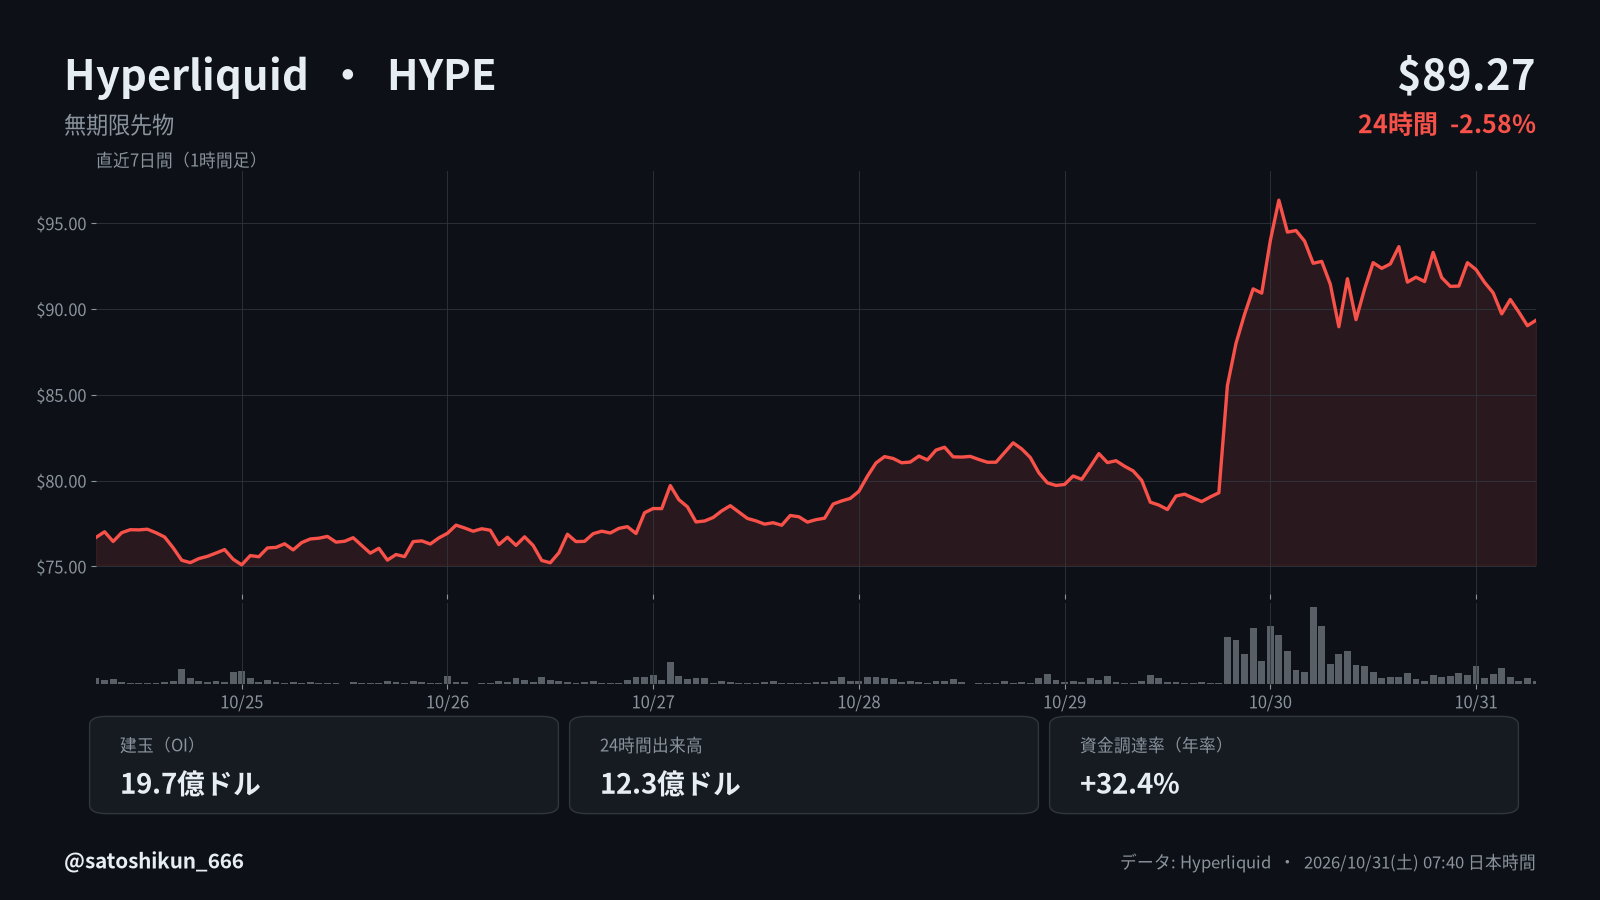 Hyperliquid ・ HYPE
$89.27
無期限先物
24時間 -2.58%
直近7日間（1時間足）
$95.00
$90.00
$85.00
$80.00
$75.00
10/25
10/26
10/27
10/28
10/29
10/30
10/31
建玉（OI）
19.7億ドル
24時間出来高
12.3億ドル
資金調達率（年率）
+32.4%
@satoshikun_666
データ: Hyperliquid ・ 2026/10/31(土) 07:40 日本時間